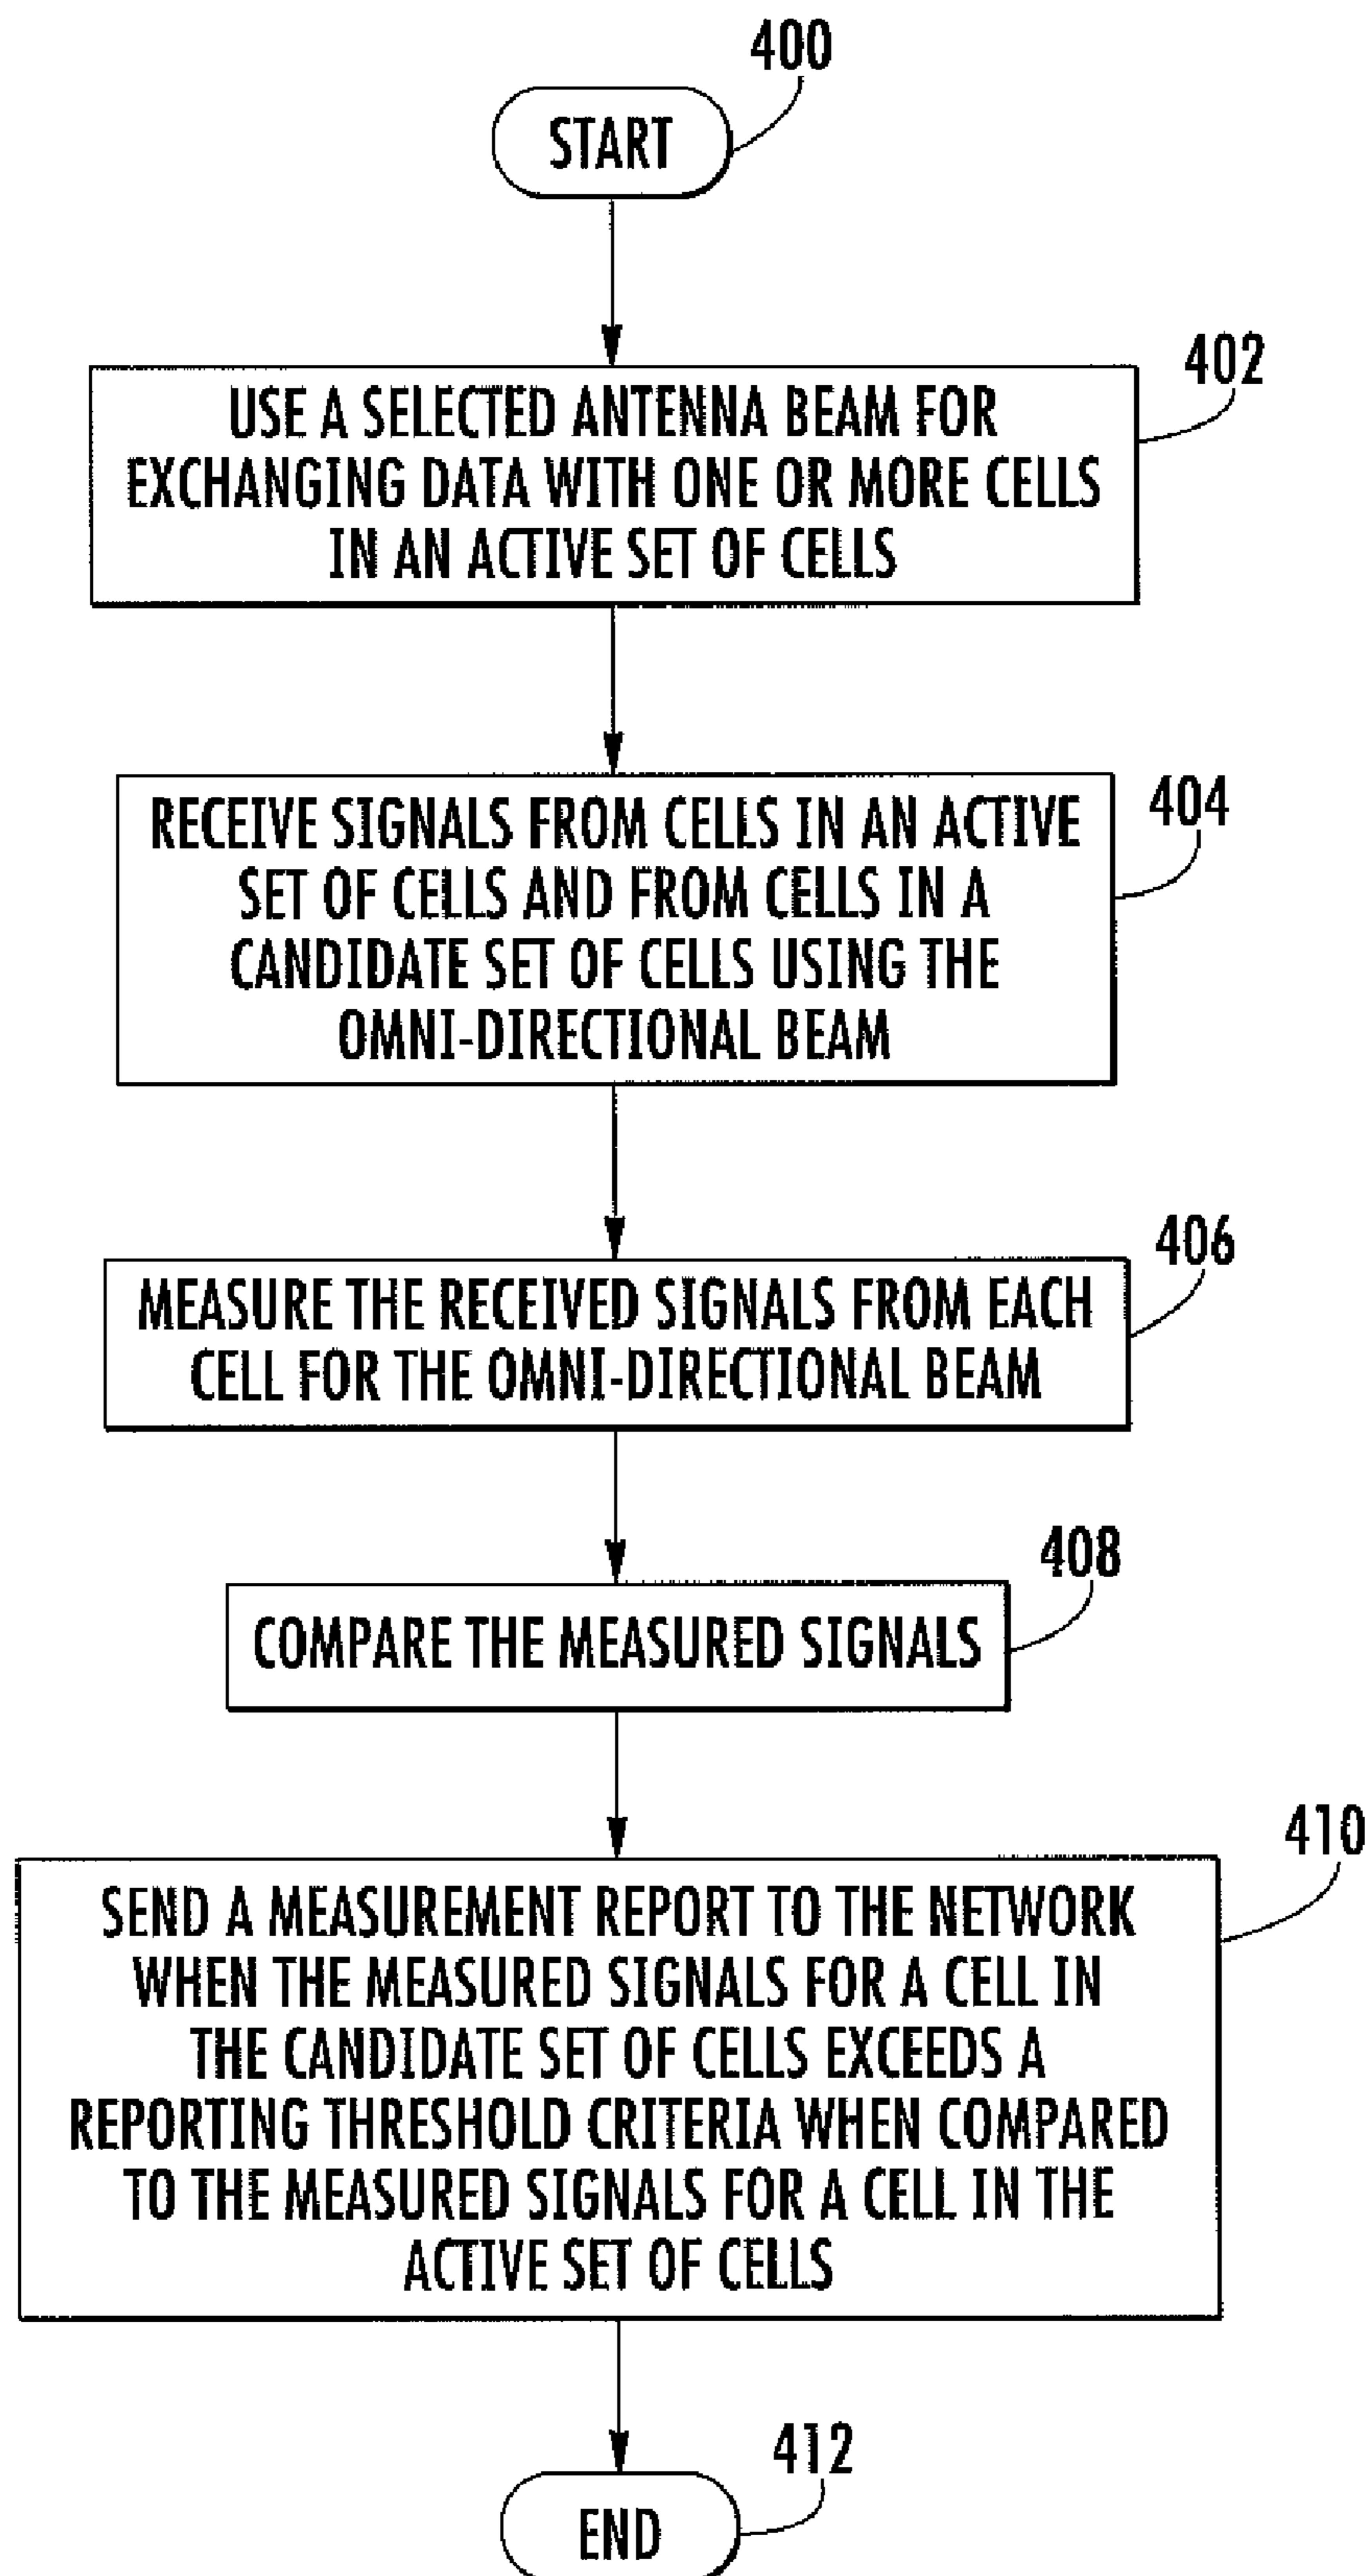 400
START
402
USE A SELECTED ANTENNA BEAM FOR
EXCHANGING DATA WITH ONE OR MORE CELLS
IN AN ACTIVE SET OF CELLS
404
RECEIVE SIGNALS FROM CELLS IN AN ACTIVE
SET OF CELLS AND FROM CELLS IN A
CANDIDATE SET OF CELLS USING THE
OMNI-DIRECTIONAL BEAM
406
MEASURE THE RECEIVED SIGNALS FROM EACH
CELL FOR THE OMNI-DIRECTIONAL BEAM
408
COMPARE THE MEASURED SIGNALS
410
SEND A MEASUREMENT REPORT TO THE NETWORK
WHEN THE MEASURED SIGNALS FOR A CELL IN
THE CANDIDATE SET OF CELLS EXCEEDS A
REPORTING THRESHOLD CRITERIA WHEN COMPARED
TO THE MEASURED SIGNALS FOR A CELL IN THE
ACTIVE SET OF CELLS
412
END